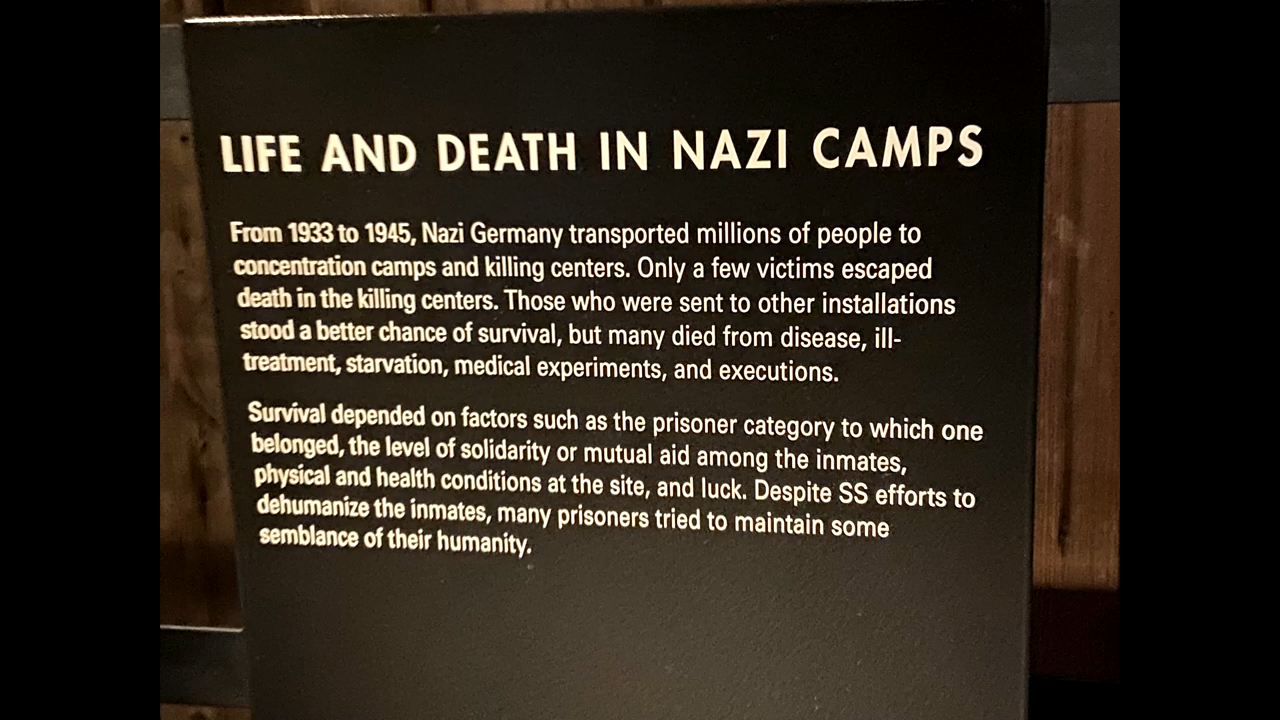 LIFE AND DEATH IN NAZI CAMPS
From 1933 to 1945, Nazi Germany transported millions of people to
concentration camps and killing centers. Only a few victims escaped
death in the killing centers. Those who were sent to other installations
stood a better chance of survival, but many died from disease, ill-
treatment, starvation, medical experiments, and executions.
Survival depended on factors such as the prisoner category to which one
belonged, the level of solidarity or mutual aid among the inmates,
physical and health conditions at the site, and luck. Despite SS efforts to
dehumanize the inmates, many prisoners tried to maintain some
semblance of their humanity.